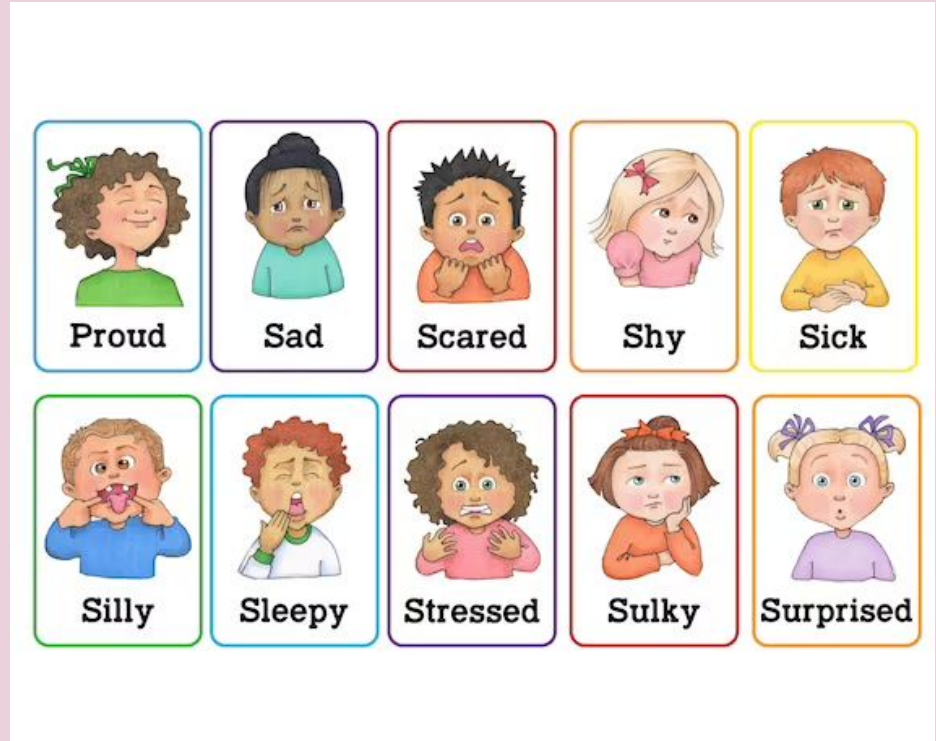 Proud
Sad
Scared
Shy
Sick
Silly
Sleepy
Stressed
Sulky
Surprised